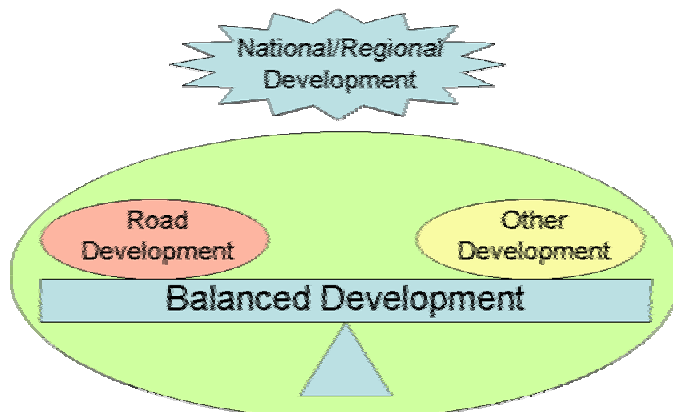 National/Regional
Development
Road
Development
Other
Development
Balanced Development